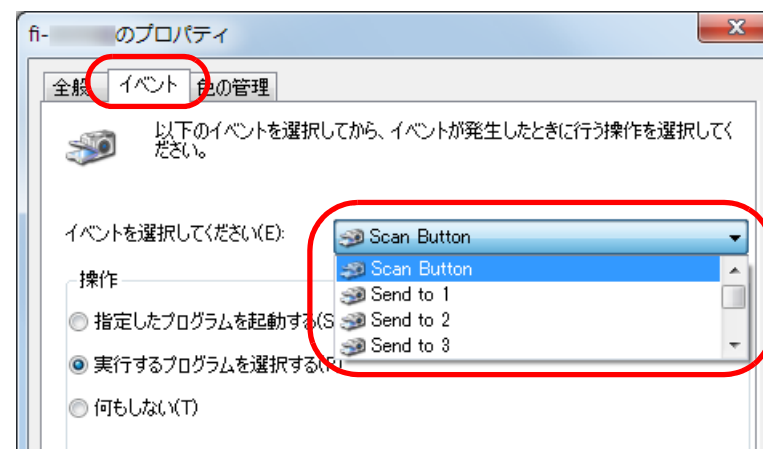 fi- のプロパティ
全般 イベント 色の管理
以下のイベントを選択してから、イベントが発生したときに行う操作を選択してく
ださい。
イベントを選択してください(E):
Scan Button
Scan Button
Send to 1
Send to 2
Send to 3
操作
指定したプログラムを起動する(S
実行するプログラムを選択する(R)
何もしない(T)